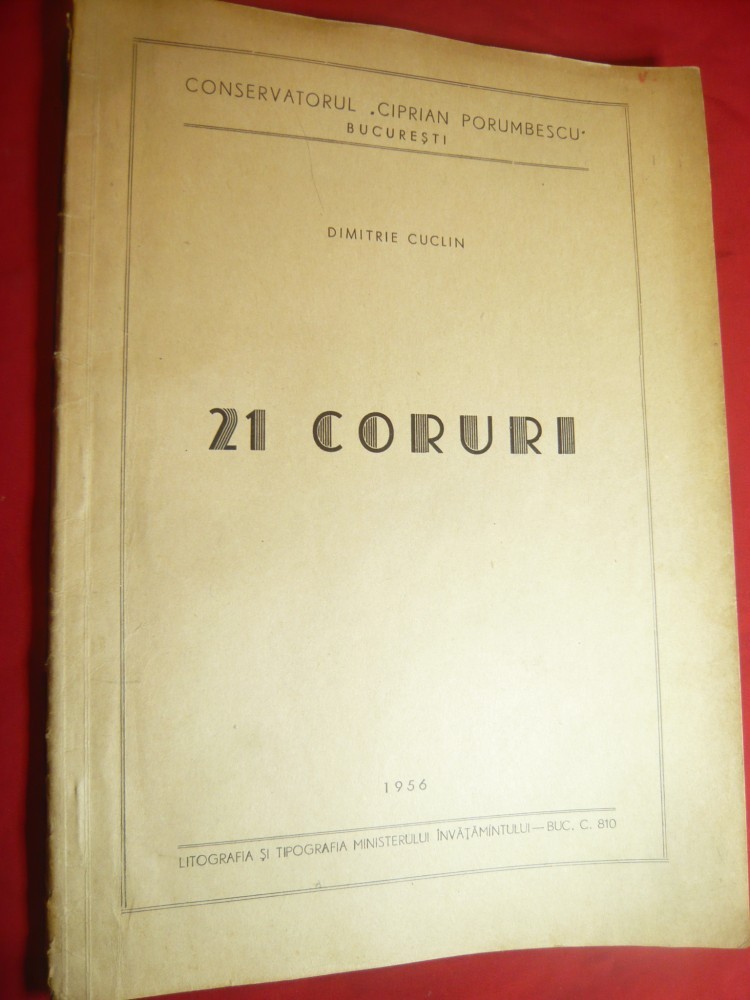 CONSERVATORUL „CIPRIAN PORUMBESCU"
BUCUREȘTI
DIMITRIE CUCLIN
21 CORURI
1956
LITOGRAFIA ȘI TIPOGRAFIA MINISTERULUI ÎNVĂȚĂMÎNTULUI — BUC. C. 810